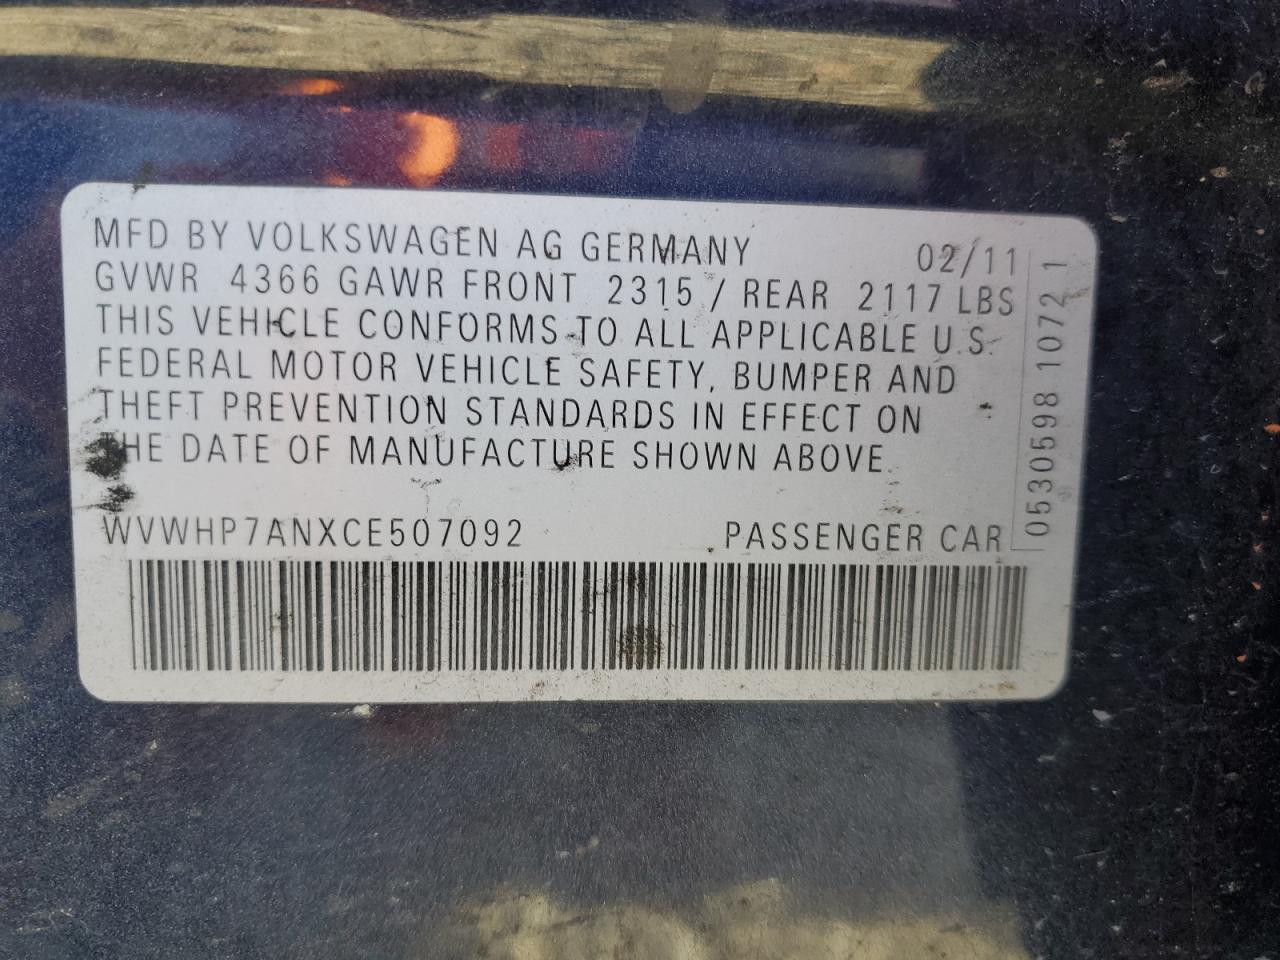 MFD BY VOLKSWAGEN AG GERMANY 02/11
GVWR 4366 GAWR FRONT 2315 / REAR 2117 LBS
THIS VEHICLE CONFORMS TO ALL APPLICABLE U.S.
FEDERAL MOTOR VEHICLE SAFETY, BUMPER AND
THEFT PREVENTION STANDARDS IN EFFECT ON
THE DATE OF MANUFACTURE SHOWN ABOVE.
WVWHP7ANXCE507092 PASSENGER CAR
0530598 1072 1